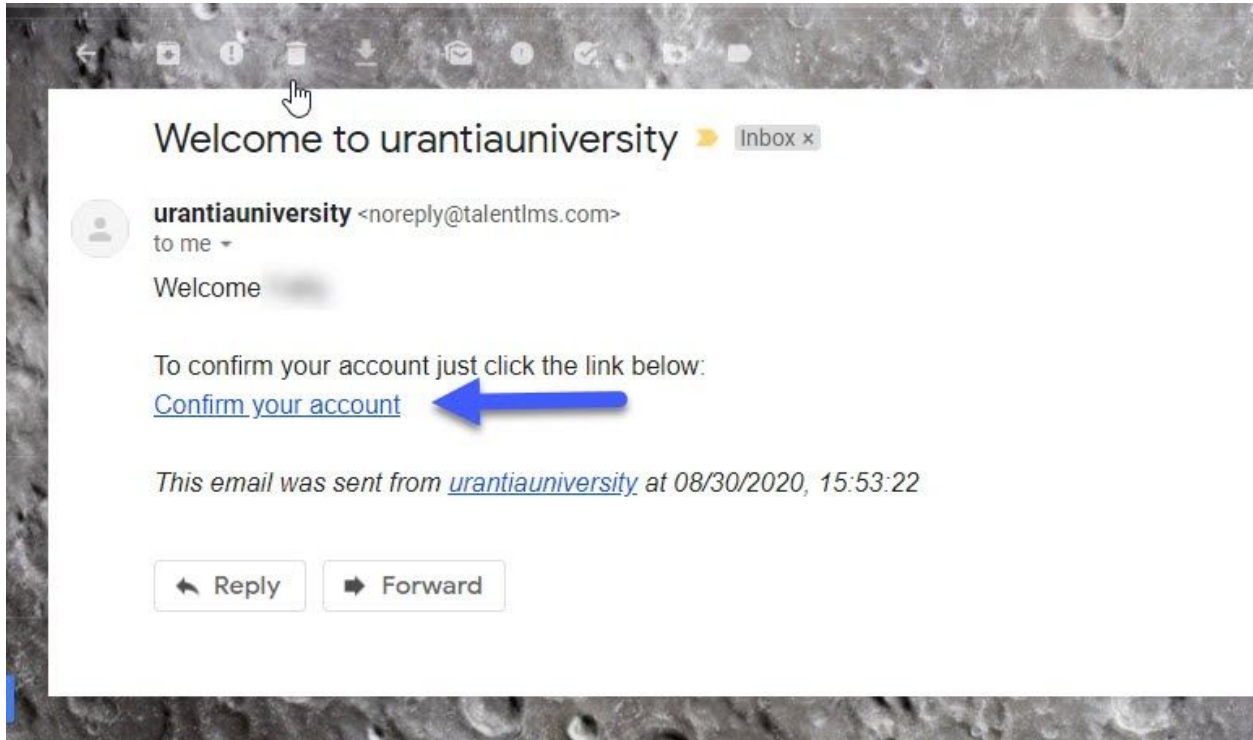 Welcome to urantiauniversity Inbox ×
urantiauniversity <noreply@talentlms.com>
to me
Welcome
To confirm your account just click the link below:
Confirm your account
This email was sent from urantiauniversity at 08/30/2020, 15:53:22
Reply Forward